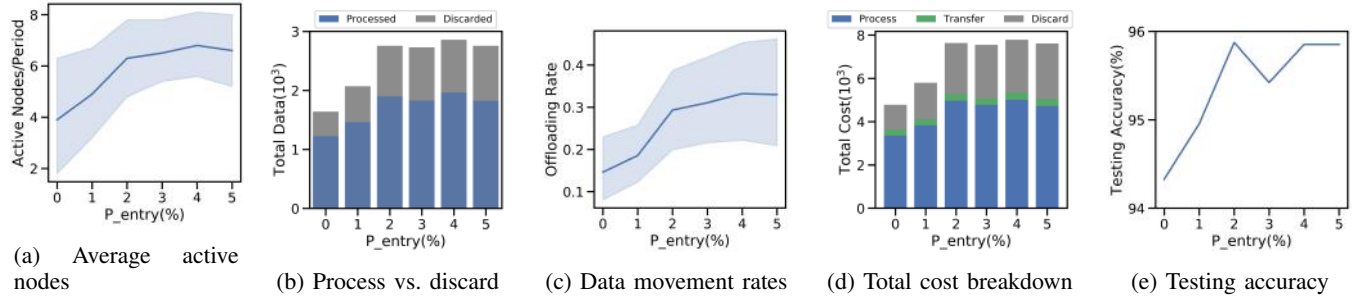 8
6
4
2
Active Nodes/Period
0 1 2 3 4 5
P_entry(%)
(a) Average active
nodes
Processed Discarded
3
2
1
0
Total Data(10³)
0 1 2 3 4 5
P_entry(%)
(b) Process vs. discard
0.4
0.3
0.2
0.1
Offloading Rate
0 1 2 3 4 5
P_entry(%)
(c) Data movement rates
Process Transfer Discard
8
6
4
2
0
Total Cost(10³)
0 1 2 3 4 5
P_entry(%)
(d) Total cost breakdown
96
95
94
Testing Accuracy(%)
0 1 2 3 4 5
P_entry(%)
(e) Testing accuracy